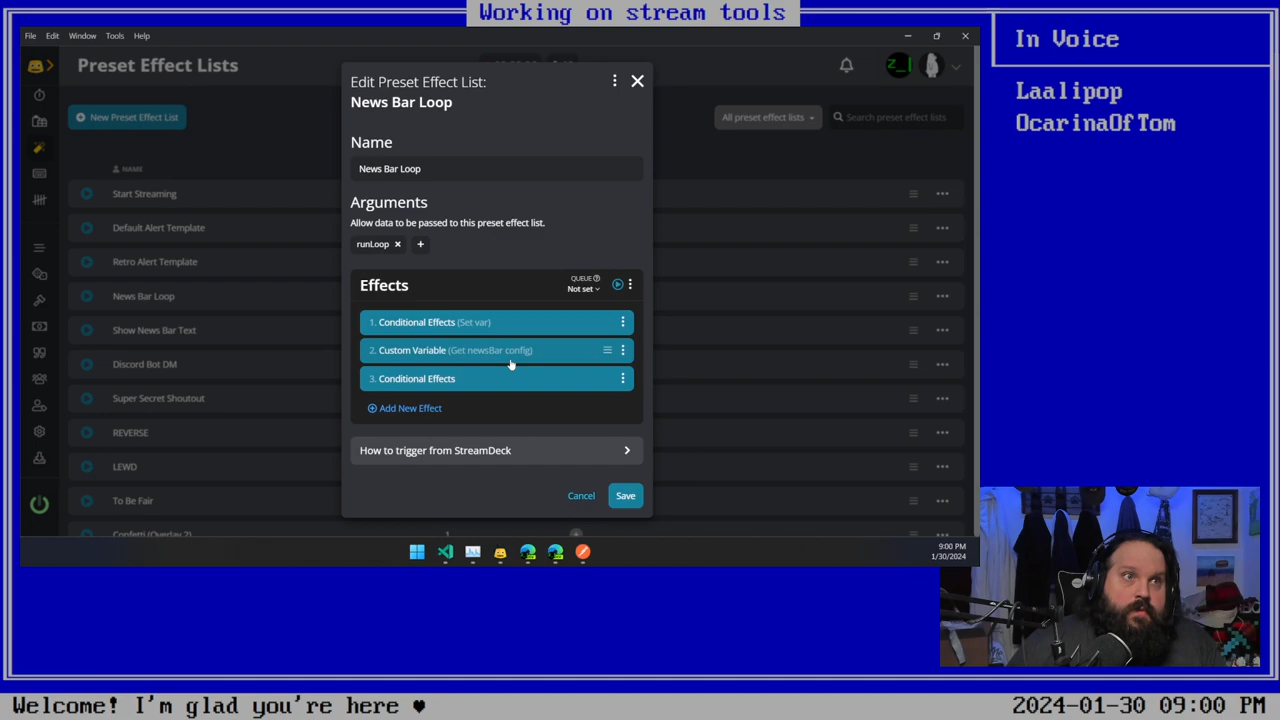 Working on stream tools
File Edit Window Tools Help
Preset Effect Lists
New Preset Effect List
All preset effect lists
Search preset effect lists
NAME
Start Streaming
Default Alert Template
Retro Alert Template
News Bar Loop
Show News Bar Text
Discord Bot DM
Super Secret Shoutout
REVERSE
LEWD
To Be Fair
Confetti (Overlay 2)
1
Edit Preset Effect List:
News Bar Loop
Name
News Bar Loop
Arguments
Allow data to be passed to this preset effect list.
runLoop
Effects
QUEUE
Not set
1. Conditional Effects (Set var)
2. Custom Variable (Get newsBar config)
3. Conditional Effects
Add New Effect
How to trigger from StreamDeck
Cancel
Save
9:00 PM
1/30/2024
In Voice
Laalipop
OcarinaOfTom
Welcome! I'm glad you're here ♥
2024-01-30 09:00 PM